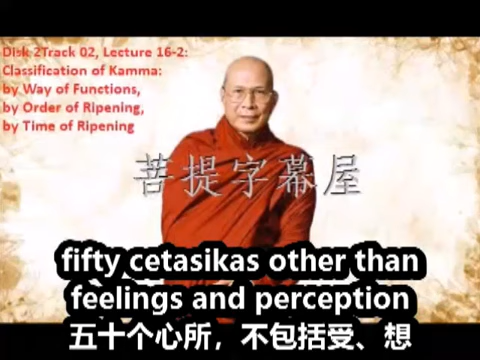 Disk 2Track 02, Lecture 16-2:
Classification of Kamma:
by Way of Functions,
by Order of Ripening,
by Time of Ripening
菩提字幕屋
fifty cetasikas other than
feelings and perception
五十个心所，不包括受、想